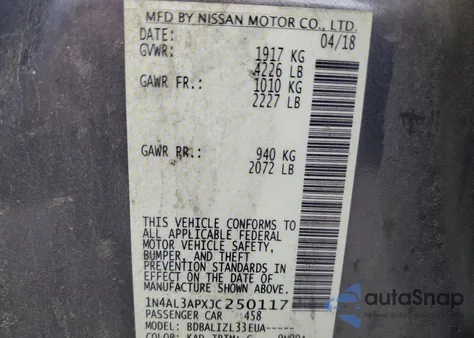 MFD BY NISSAN MOTOR CO., LTD.
DATE: 04/18
GVWR: 1917 KG
4226 LB
GAWR FR.: 1010 KG
2227 LB
GAWR RR.: 940 KG
2072 LB
THIS VEHICLE CONFORMS TO
ALL APPLICABLE FEDERAL
MOTOR VEHICLE SAFETY,
BUMPER, AND THEFT
PREVENTION STANDARDS IN
EFFECT ON THE DATE OF
MANUFACTURE SHOWN ABOVE.
1N4AL3APXJC250117
PASSENGER CAR 458
MODEL: BDBALIZL33EUA-----
COLOR: KAD TRIM: G
autoSnap